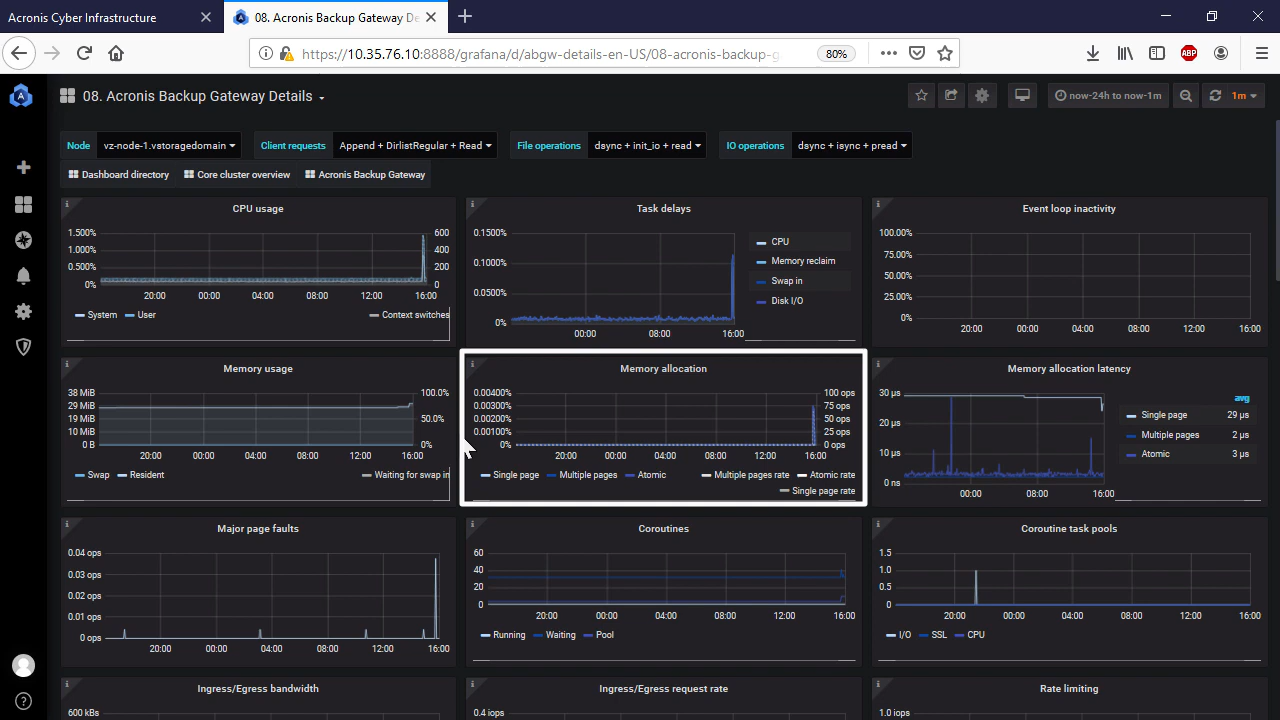 Acronis Cyber Infrastructure
08. Acronis Backup Gateway De
https://10.35.76.10:8888/grafana/d/abgw-details-en-US/08-acronis-backup-g
80%
ABP
08. Acronis Backup Gateway Details
now-24h to now-1m
1m
Node vz-node-1.vstoragedomain
Client requests Append + DirlistRegular + Read
File operations dsync + init_io + read
IO operations dsync + isync + pread
Dashboard directory
Core cluster overview
Acronis Backup Gateway
CPU usage
1.500% 600
1.000% 400
0.500% 200
0% 0
20:00 00:00 04:00 08:00 12:00 16:00
System User Context switches
Task delays
0.1500%
0.1000%
0.0500%
0%
00:00 08:00 16:00
CPU
Memory reclaim
Swap in
Disk I/O
Event loop inactivity
100.00%
75.00%
50.00%
25.00%
0%
20:00 00:00 04:00 08:00 12:00 16:00
Memory usage
38 MiB 100.0%
29 MiB
19 MiB 50.0%
10 MiB
0 B 0%
20:00 00:00 04:00 08:00 12:00 16:00
Swap Resident Waiting for swap in
Memory allocation
0.00400% 100 ops
0.00300% 75 ops
0.00200% 50 ops
0.00100% 25 ops
0% 0 ops
20:00 00:00 04:00 08:00 12:00 16:00
Single page Multiple pages Atomic Multiple pages rate Atomic rate
Single page rate
Memory allocation latency
30 µs
20 µs
10 µs
0 ns
00:00 08:00 16:00
avg
Single page 29 µs
Multiple pages 2 µs
Atomic 3 µs
Major page faults
0.04 ops
0.03 ops
0.02 ops
0.01 ops
0 ops
20:00 00:00 04:00 08:00 12:00 16:00
Coroutines
60
40
20
0
20:00 00:00 04:00 08:00 12:00 16:00
Running Waiting Pool
Coroutine task pools
1.5
1.0
0.5
0
20:00 00:00 04:00 08:00 12:00 16:00
I/O SSL CPU
Ingress/Egress bandwidth
600 kBs
Ingress/Egress request rate
0.4 iops
Rate limiting
1.0 iops